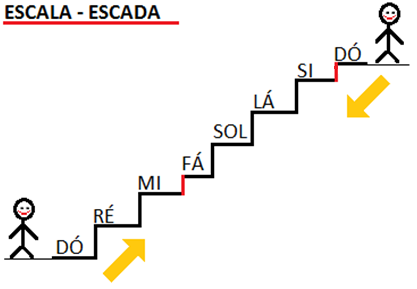 ESCALA - ESCADA
DÓ
SI
LÁ
SOL
FÁ
MI
RÉ
DÓ